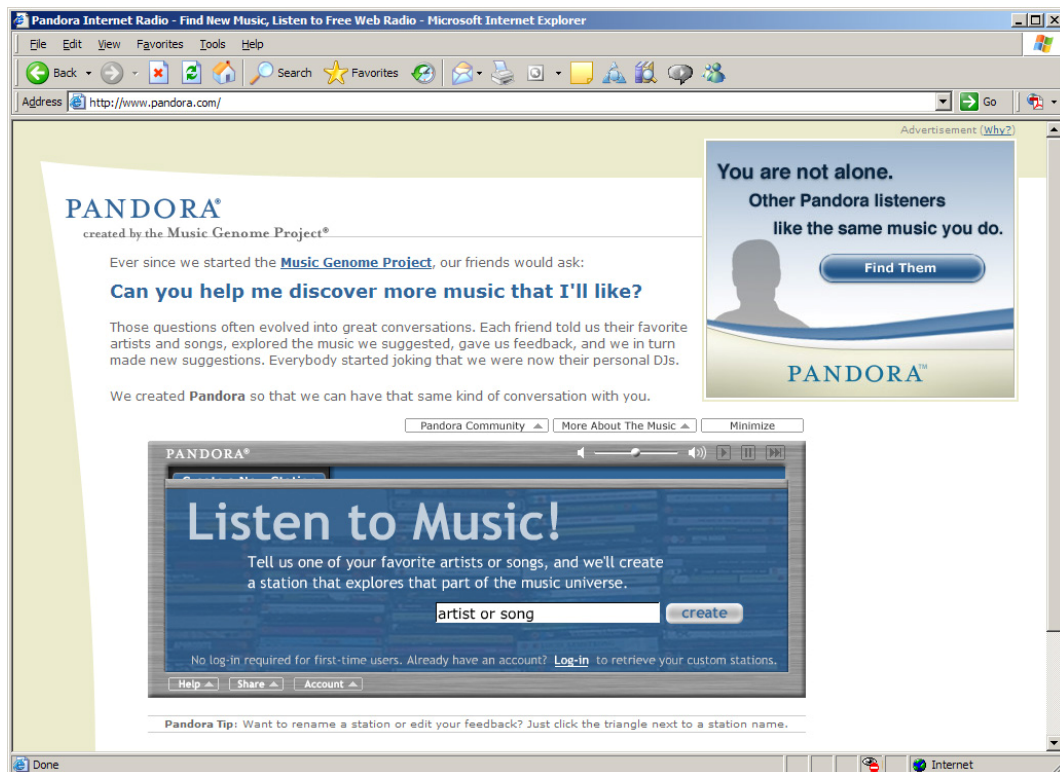 Pandora Internet Radio - Find New Music, Listen to Free Web Radio - Microsoft Internet Explorer
File Edit View Favorites Tools Help
Back Search Favorites
Address http://www.pandora.com/ Go
Advertisement (Why?)
You are not alone.
Other Pandora listeners
like the same music you do.
Find Them
PANDORA™
PANDORA®
created by the Music Genome Project®
Ever since we started the Music Genome Project, our friends would ask:
Can you help me discover more music that I'll like?
Those questions often evolved into great conversations. Each friend told us their favorite
artists and songs, explored the music we suggested, gave us feedback, and we in turn
made new suggestions. Everybody started joking that we were now their personal DJs.
We created Pandora so that we can have that same kind of conversation with you.
Pandora Community More About The Music Minimize
PANDORA®
Create a New Station
Listen to Music!
Tell us one of your favorite artists or songs, and we'll create
a station that explores that part of the music universe.
artist or song create
No log-in required for first-time users. Already have an account? Log-in to retrieve your custom stations.
Help Share Account
Pandora Tip: Want to rename a station or edit your feedback? Just click the triangle next to a station name.
Done Internet